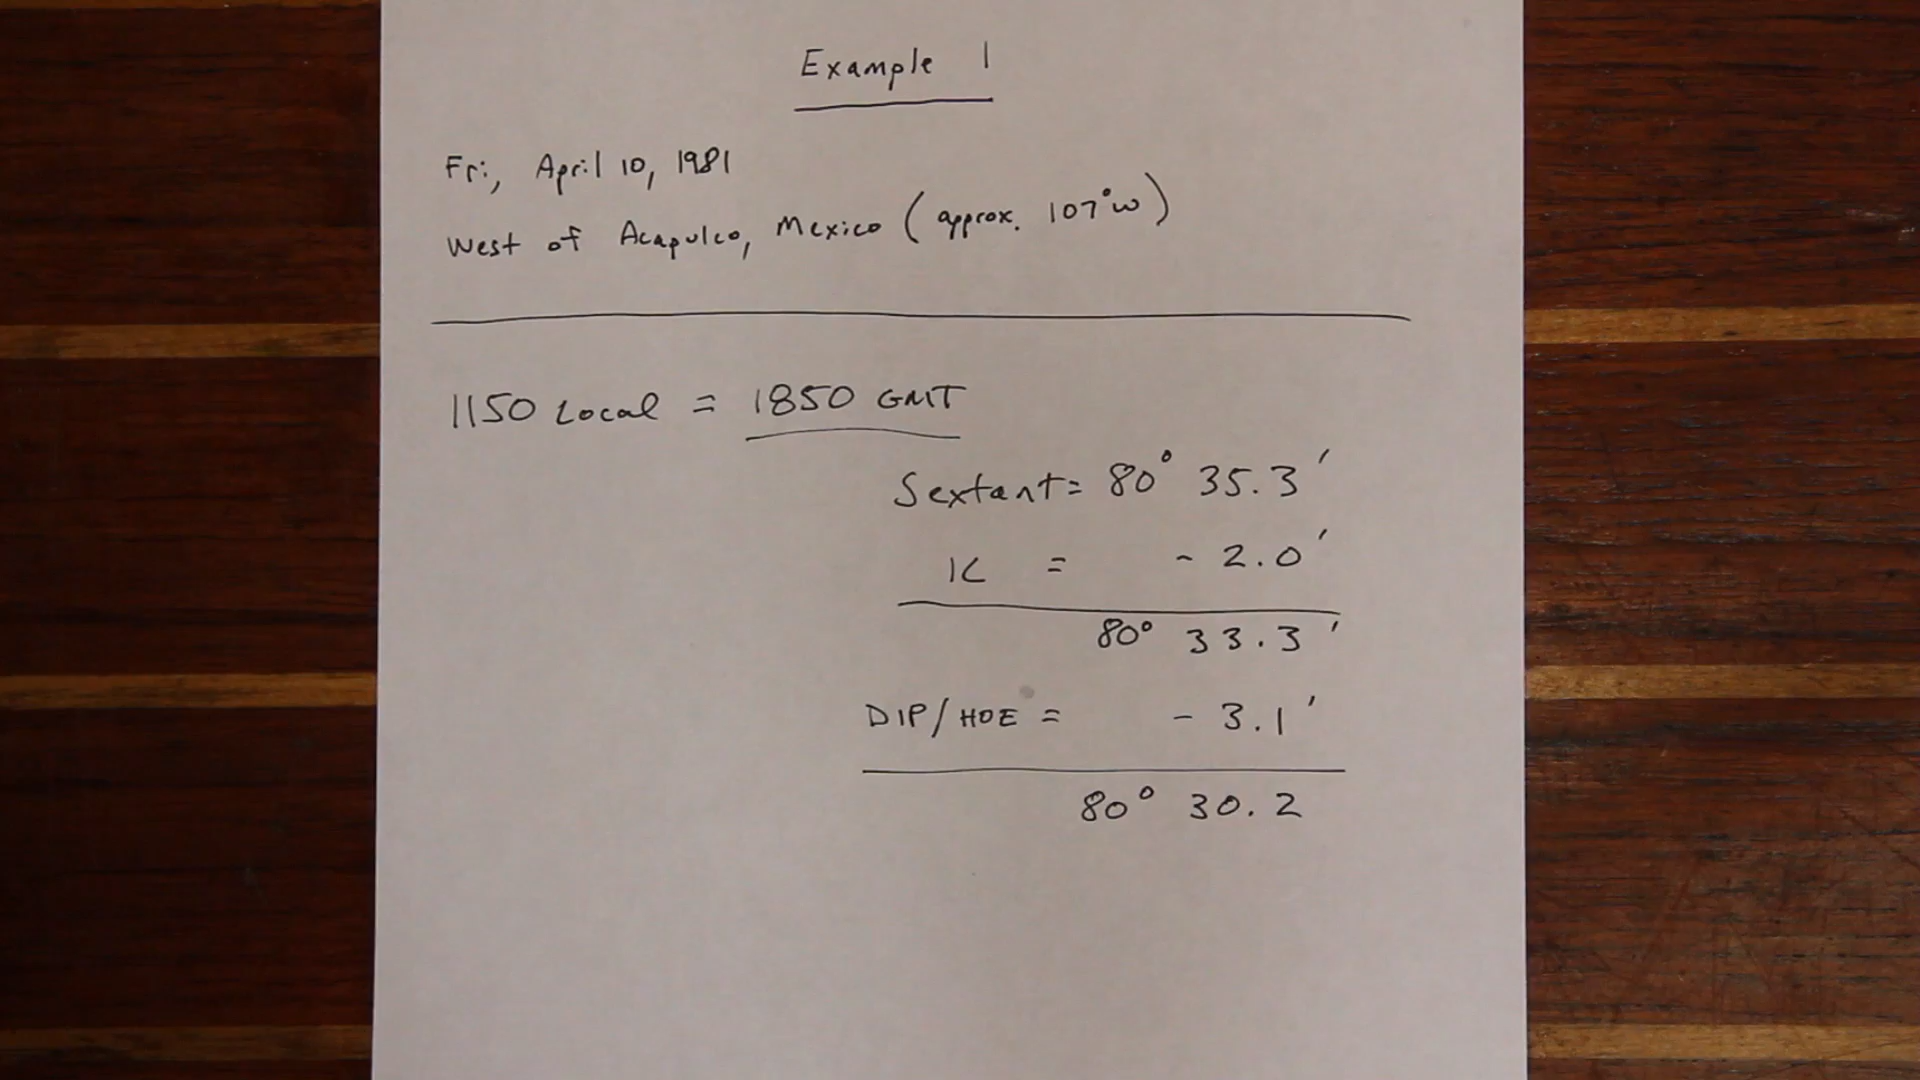 Example 1
Fri, April 10, 1981
West of Acapulco, Mexico (approx. 107°W)
1150 Local = 1850 GMT
Sextant= 80° 35.3'
IC = - 2.0'
80° 33.3'
DIP/HOE = - 3.1'
80° 30.2